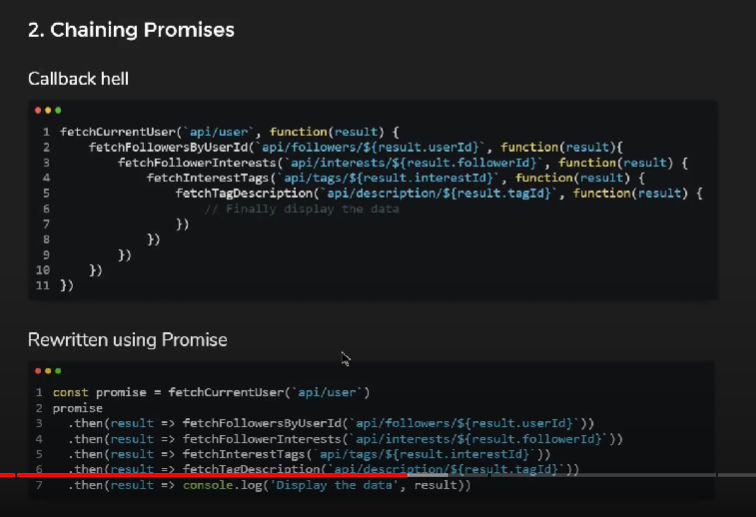 2. Chaining Promises
Callback hell
1 fetchCurrentUser(`api/user`, function(result) {
2 fetchFollowersByUserId(`api/followers/${result.userId}`, function(result){
3 fetchFollowerInterests(`api/interests/${result.followerId}`, function(result) {
4 fetchInterestTags(`api/tags/${result.interestId}`, function(result) {
5 fetchTagDescription(`api/description/${result.tagId}`, function(result) {
6 // Finally display the data
7 })
8 })
9 })
10 })
11 })
Rewritten using Promise
1 const promise = fetchCurrentUser(`api/user`)
2 promise
3 .then(result => fetchFollowersByUserId(`api/followers/${result.userId}`))
4 .then(result => fetchFollowerInterests(`api/interests/${result.followerId}`))
5 .then(result => fetchInterestTags(`api/tags/${result.interestId}`))
6 .then(result => fetchTagDescription(`api/description/${result.tagId}`))
7 .then(result => console.log('Display the data', result))